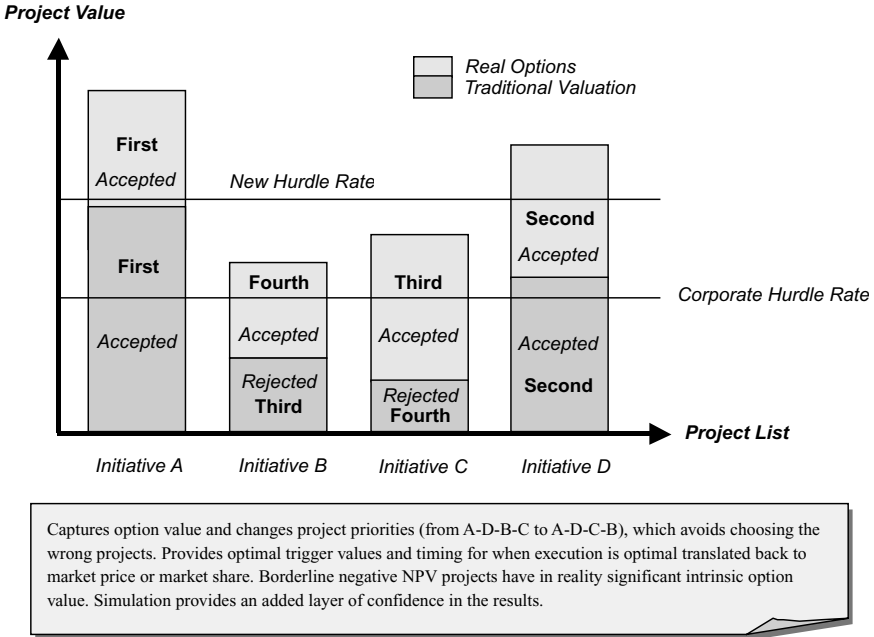 Project Value
Real Options
Traditional Valuation
First
Accepted
New Hurdle Rate
Second
Accepted
First
Fourth
Third
Corporate Hurdle Rate
Accepted
Accepted
Accepted
Accepted
Rejected
Third
Rejected
Fourth
Second
Project List
Initiative A
Initiative B
Initiative C
Initiative D
Captures option value and changes project priorities (from A-D-B-C to A-D-C-B), which avoids choosing the
wrong projects. Provides optimal trigger values and timing for when execution is optimal translated back to
market price or market share. Borderline negative NPV projects have in reality significant intrinsic option
value. Simulation provides an added layer of confidence in the results.